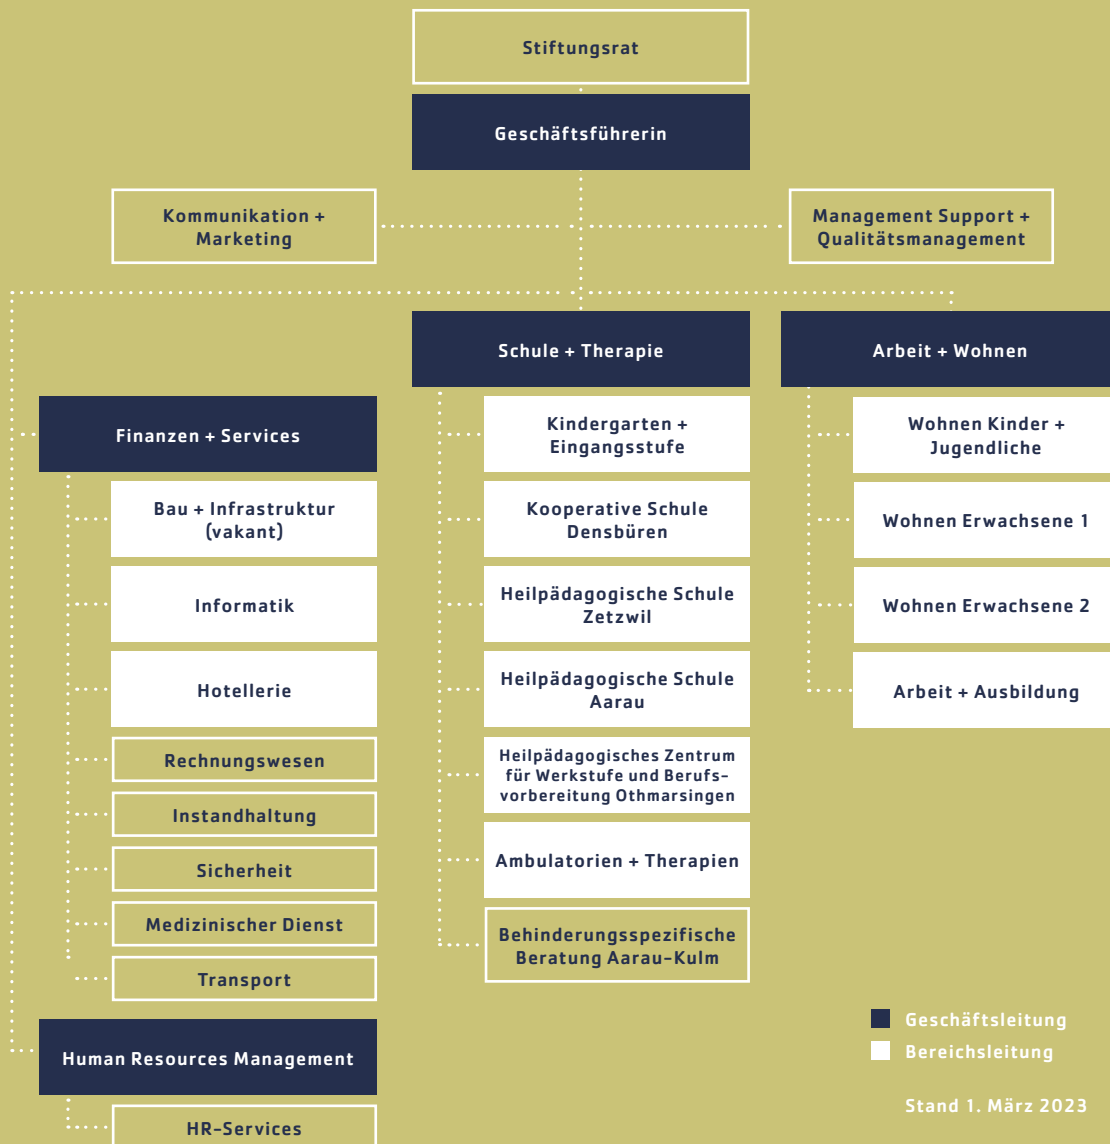 Stiftungsrat
Geschäftsführerin
Kommunikation +
Marketing
Management Support +
Qualitätsmanagement
Finanzen + Services
Bau + Infrastruktur
(vakant)
Informatik
Hotellerie
Rechnungswesen
Instandhaltung
Sicherheit
Medizinischer Dienst
Transport
Human Resources Management
HR-Services
Schule + Therapie
Kindergarten +
Eingangsstufe
Kooperative Schule
Densbüren
Heilpädagogische Schule
Zetzwil
Heilpädagogische Schule
Aarau
Heilpädagogisches Zentrum
für Werkstufe und Berufs-
vorbereitung Othmarsingen
Ambulatorien + Therapien
Behinderungsspezifische
Beratung Aarau-Kulm
Arbeit + Wohnen
Wohnen Kinder +
Jugendliche
Wohnen Erwachsene 1
Wohnen Erwachsene 2
Arbeit + Ausbildung
Geschäftsleitung
Bereichsleitung
Stand 1. März 2023